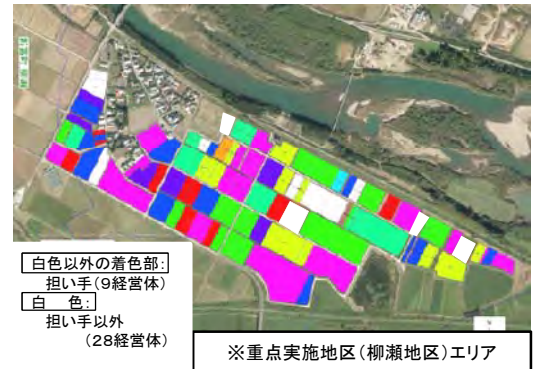 白色以外の着色部:
担い手(9経営体)
白　色:
担い手以外
(28経営体)
※重点実施地区(柳瀬地区)エリア